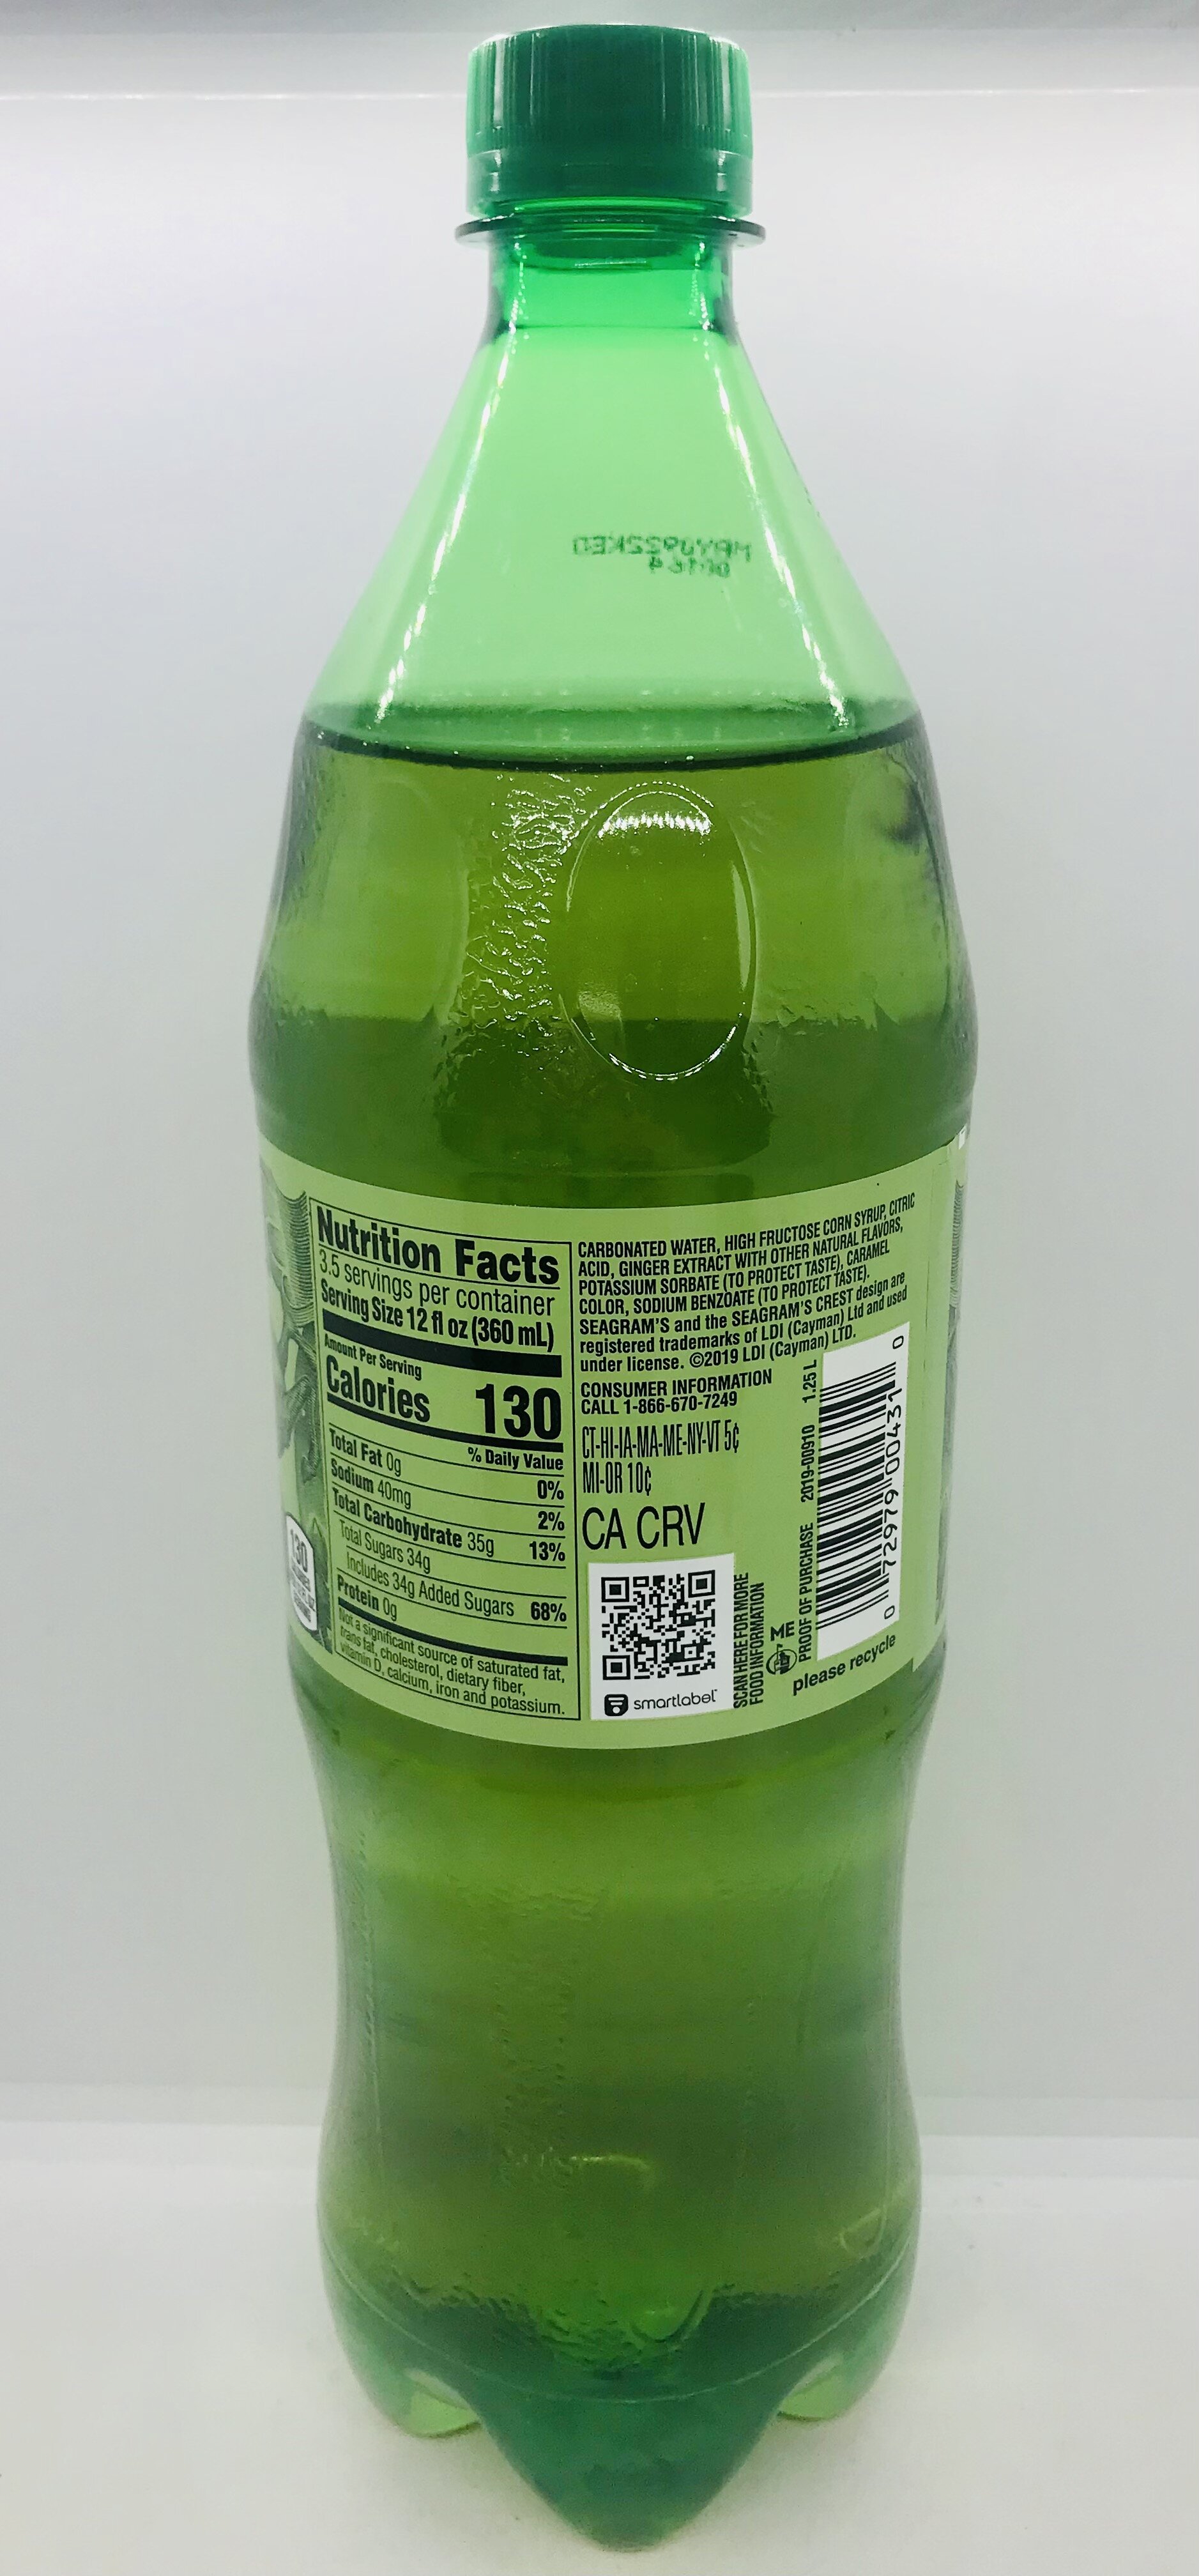 Nutrition Facts
3.5 servings per container
Serving Size 12 fl oz (360 mL)
Amount Per Serving
Calories 130
% Daily Value
Total Fat 0g 0%
Sodium 40mg 2%
Total Carbohydrate 35g 13%
Total Sugars 34g
Includes 34g Added Sugars 68%
Protein 0g
Not a significant source of saturated fat,
trans fat, cholesterol, dietary fiber,
vitamin D, calcium, iron and potassium.
CARBONATED WATER, HIGH FRUCTOSE CORN SYRUP, CITRIC
ACID, GINGER EXTRACT WITH OTHER NATURAL FLAVORS,
POTASSIUM SORBATE (TO PROTECT TASTE), CARAMEL
COLOR, SODIUM BENZOATE (TO PROTECT TASTE).
SEAGRAM'S and the SEAGRAM'S CREST design are
registered trademarks of LDI (Cayman) Ltd and used
under license. ©2019 LDI (Cayman) LTD.
CONSUMER INFORMATION
CALL 1-866-670-7249
CT-HI-IA-MA-ME-NY-VT 5¢
MI-OR 10¢
CA CRV
smartlabel™
SCAN HERE FOR MORE
FOOD INFORMATION
ME
PROOF OF PURCHASE 2019-00910 1.25 L
0 72979 00431 0
please recycle
130